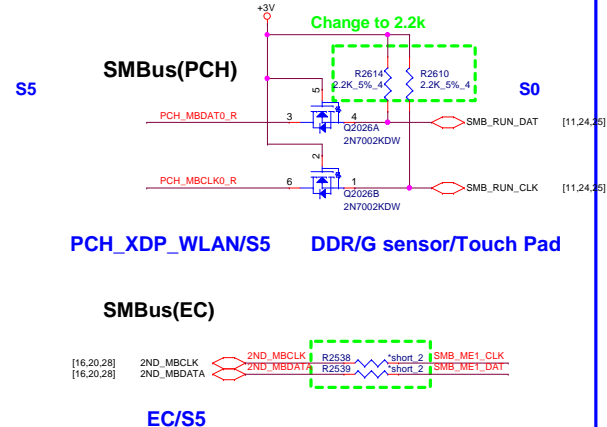 +3V
Change to 2.2k
SMBus(PCH)
S5
S0
R2614
2.2K_5%_4
R2610
2.2K_5%_4
5
PCH_MBDAT0_R
3
4
SMB_RUN_DAT
[11,24,25]
Q2026A
2N7002KDW
2
PCH_MBCLK0_R
6
1
SMB_RUN_CLK
[11,24,25]
Q2026B
2N7002KDW
PCH_XDP_WLAN/S5
DDR/G sensor/Touch Pad
SMBus(EC)
[16,20,28] 2ND_MBCLK 2ND_MBCLK R2538 *short_2 SMB_ME1_CLK
[16,20,28] 2ND_MBDATA 2ND_MBDATA R2539 *short_2 SMB_ME1_DAT
EC/S5